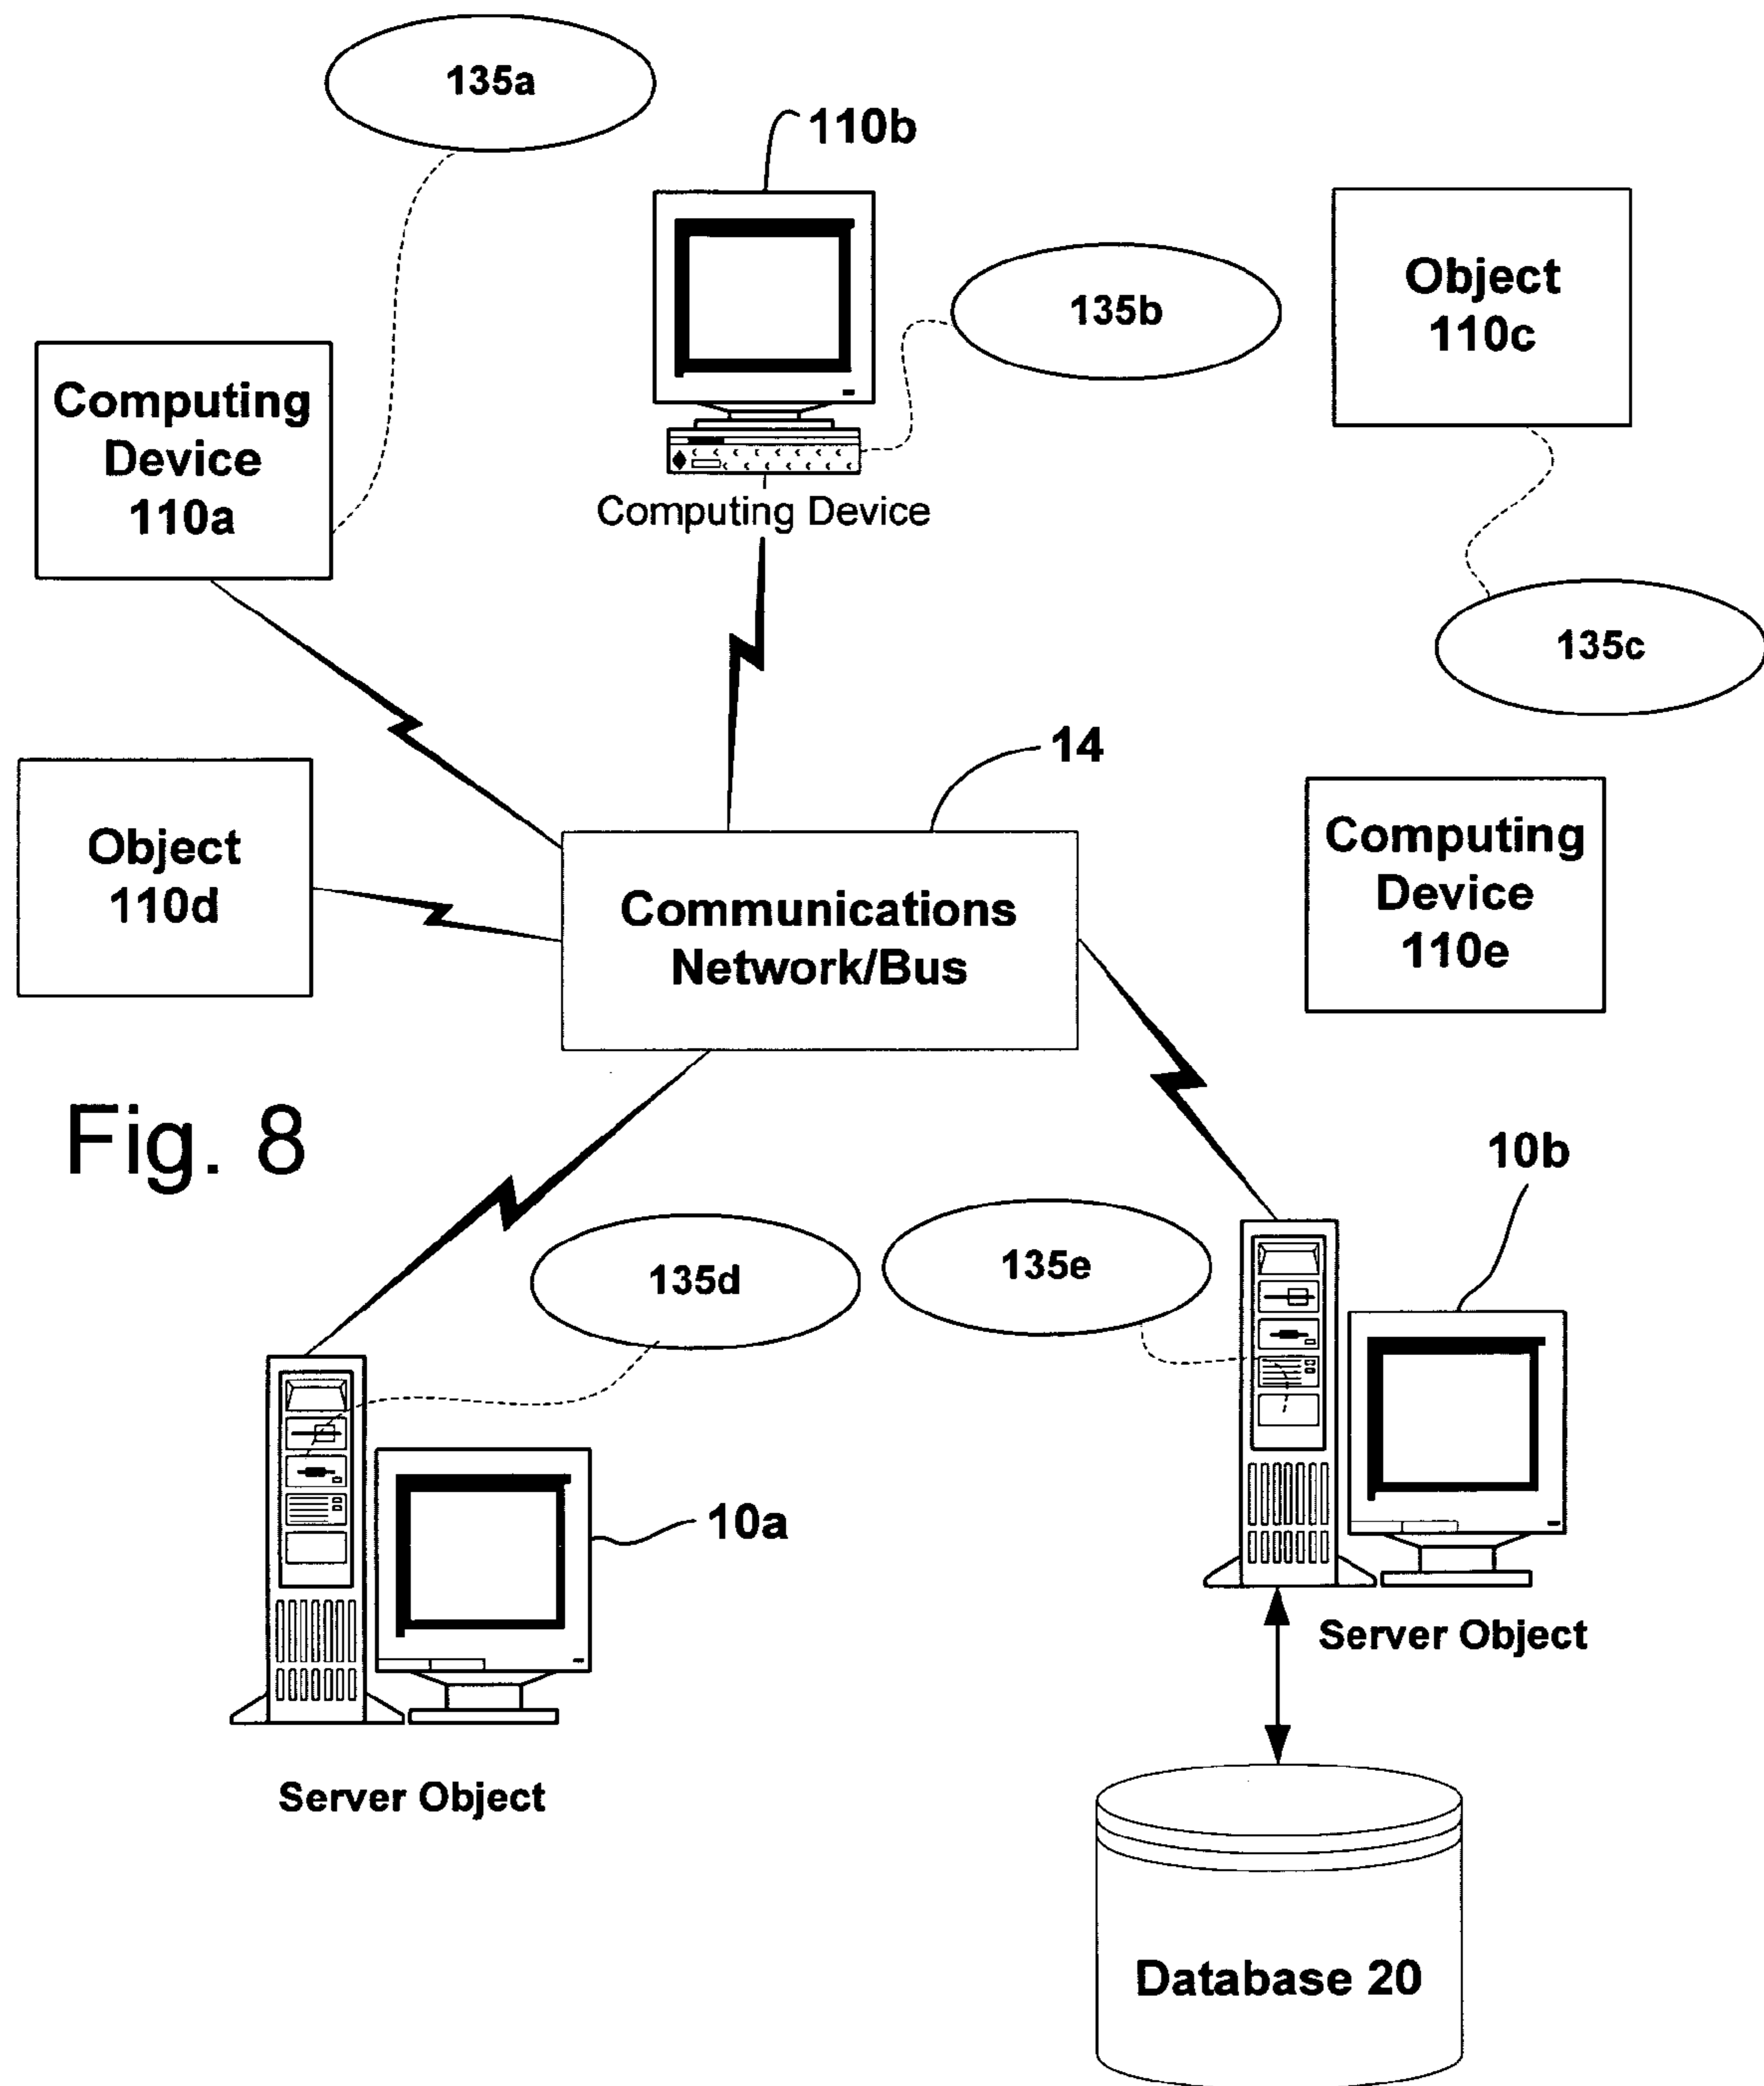 135a
110b
135b
Object
110c
Computing
Device
110a
Computing Device
135c
14
Object
110d
Communications
Network/Bus
Computing
Device
110e
Fig. 8
10b
135d
135e
10a
Server Object
Server Object
Database 20